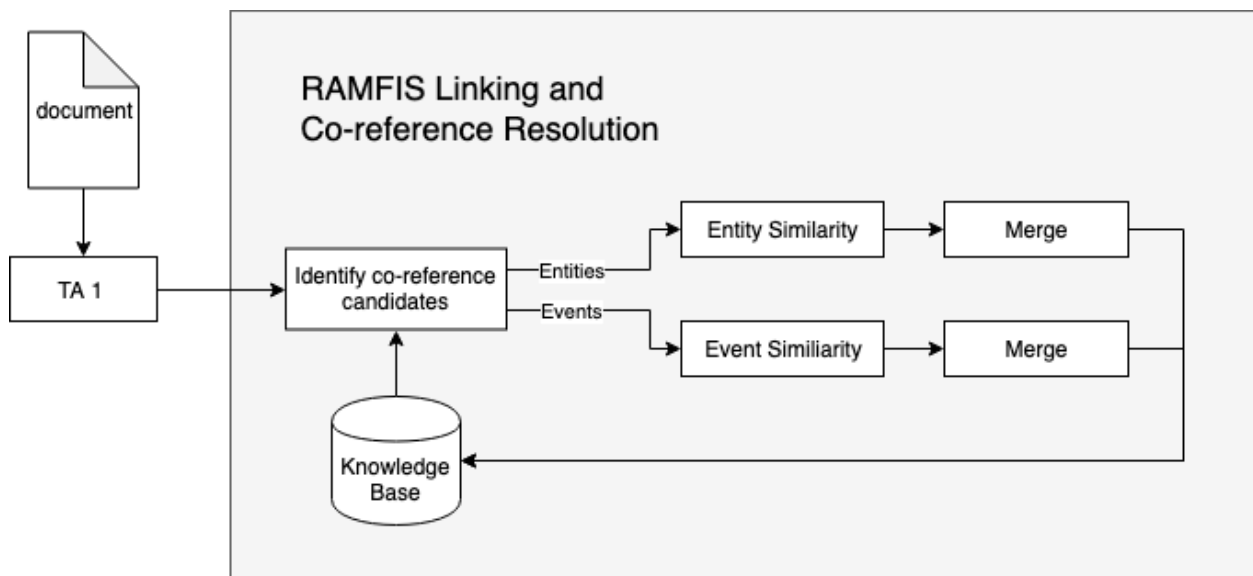 document
RAMFIS Linking and
Co-reference Resolution
TA 1
Identify co-reference
candidates
Entities
Events
Entity Similarity
Merge
Event Similiarity
Merge
Knowledge
Base